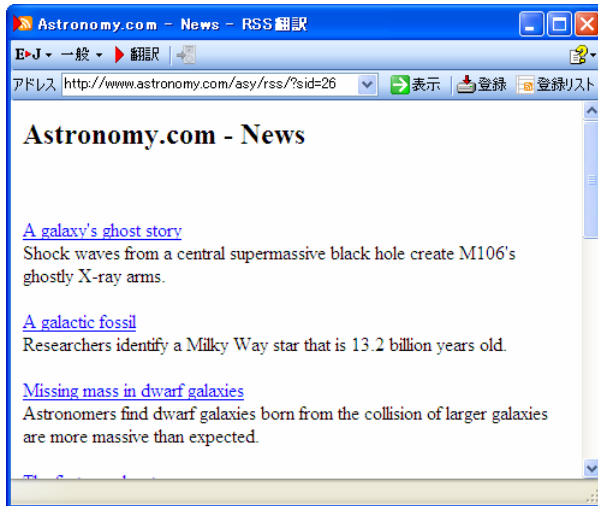 Astronomy.com - News - RSS翻訳
E▸J 一般 翻訳
アドレス http://www.astronomy.com/asy/rss/?sid=26 表示 登録 登録リスト
Astronomy.com - News
A galaxy's ghost story
Shock waves from a central supermassive black hole create M106's
ghostly X-ray arms.
A galactic fossil
Researchers identify a Milky Way star that is 13.2 billion years old.
Missing mass in dwarf galaxies
Astronomers find dwarf galaxies born from the collision of larger galaxies
are more massive than expected.